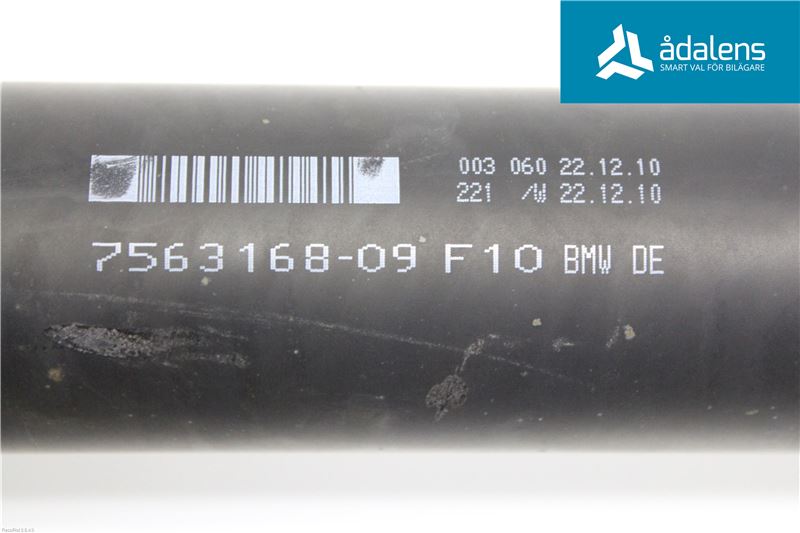 ådalens
SMART VAL FÖR BILÄGARE
003 060 22.12.10
221 /W 22.12.10
7563168-09 F10 BMW DE